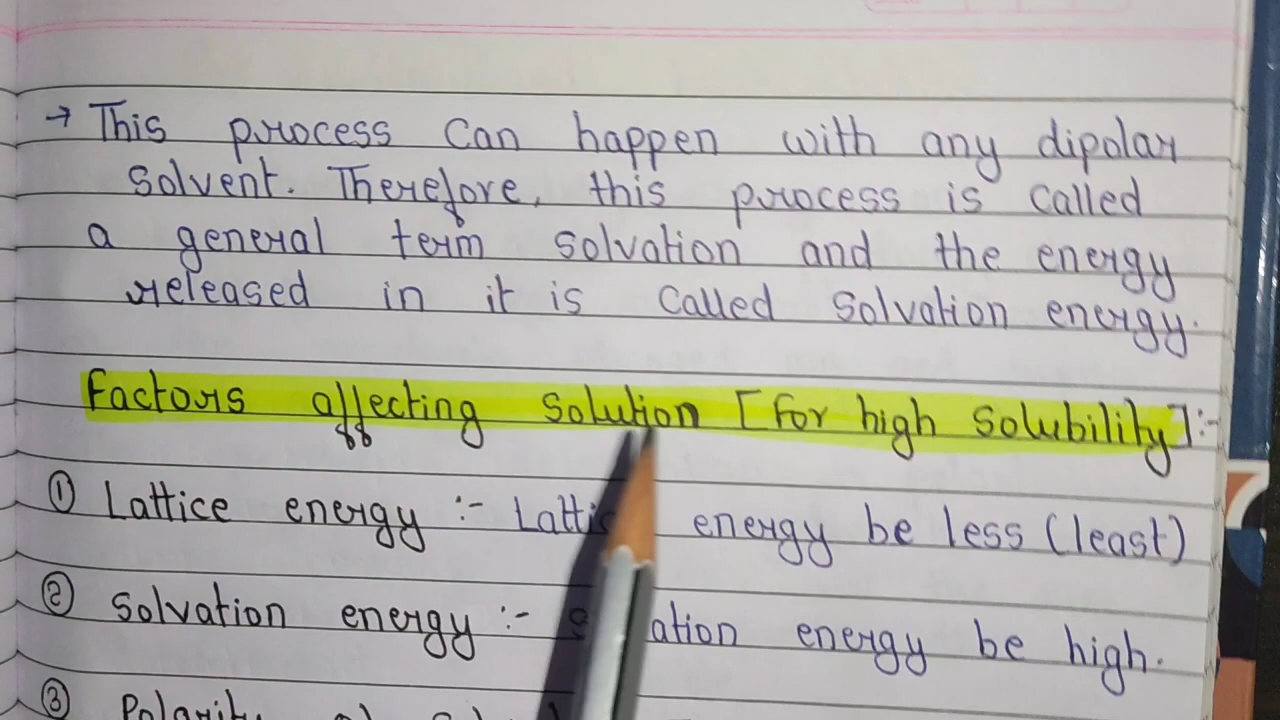 → This process can happen with any dipolar
solvent. Therefore, this process is called
a general term solvation and the energy
released in it is called solvation energy.
Factors affecting solution [For high solubility]:-
① Lattice energy :- energy be less (least)
② Solvation energy :- energy be high.
③